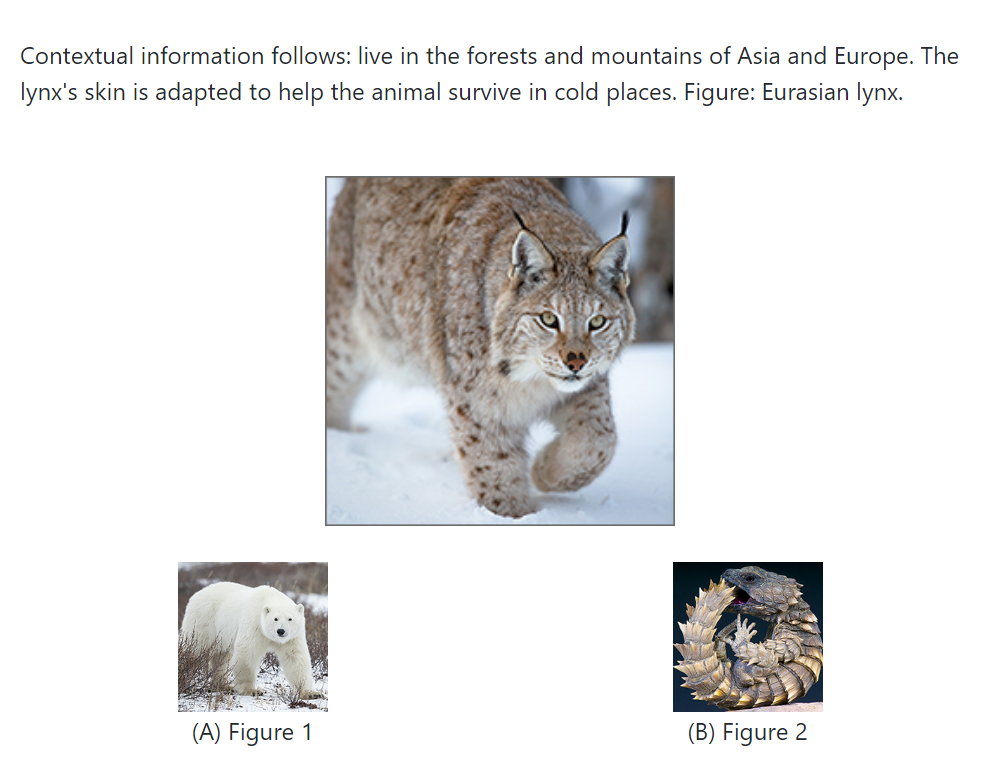 Contextual information follows: live in the forests and mountains of Asia and Europe. The
lynx's skin is adapted to help the animal survive in cold places. Figure: Eurasian lynx.
(A) Figure 1
(B) Figure 2